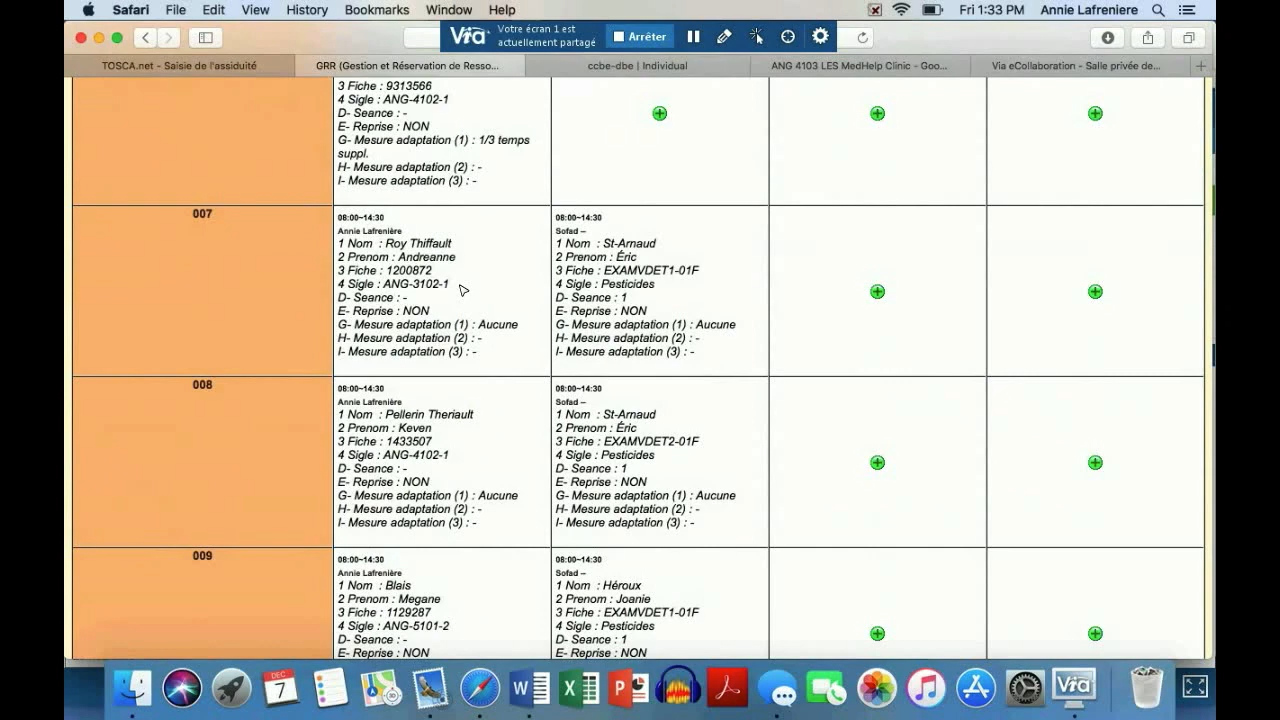 Safari File Edit View History Bookmarks Window Help Fri 1:33 PM Annie Lafreniere
Via Votre écran 1 est
actuellement partagé
Arrêter
TOSCA.net - Saisie de l'assiduité GRR (Gestion et Réservation de Resso... ccbe-dbe | Individual ANG 4103 LES MedHelp Clinic - Goo... Via eCollaboration - Salle privée de...
3 Fiche : 9313566
4 Sigle : ANG-4102-1
D- Seance : -
E- Reprise : NON
G- Mesure adaptation (1) : 1/3 temps
suppl.
H- Mesure adaptation (2) : -
I- Mesure adaptation (3) : -
007
08:00~14:30
Annie Lafrenière
1 Nom : Roy Thiffault
2 Prenom : Andreanne
3 Fiche : 1200872
4 Sigle : ANG-3102-1
D- Seance : -
E- Reprise : NON
G- Mesure adaptation (1) : Aucune
H- Mesure adaptation (2) : -
I- Mesure adaptation (3) : -
08:00~14:30
Sofad --
1 Nom : St-Arnaud
2 Prenom : Éric
3 Fiche : EXAMVDET1-01F
4 Sigle : Pesticides
D- Seance : 1
E- Reprise : NON
G- Mesure adaptation (1) : Aucune
H- Mesure adaptation (2) : -
I- Mesure adaptation (3) : -
008
08:00~14:30
Annie Lafrenière
1 Nom : Pellerin Theriault
2 Prenom : Keven
3 Fiche : 1433507
4 Sigle : ANG-4102-1
D- Seance : -
E- Reprise : NON
G- Mesure adaptation (1) : Aucune
H- Mesure adaptation (2) : -
I- Mesure adaptation (3) : -
08:00~14:30
Sofad --
1 Nom : St-Arnaud
2 Prenom : Éric
3 Fiche : EXAMVDET2-01F
4 Sigle : Pesticides
D- Seance : 1
E- Reprise : NON
G- Mesure adaptation (1) : Aucune
H- Mesure adaptation (2) : -
I- Mesure adaptation (3) : -
009
08:00~14:30
Annie Lafrenière
1 Nom : Blais
2 Prenom : Megane
3 Fiche : 1129287
4 Sigle : ANG-5101-2
D- Seance : -
E- Reprise : NON
08:00~14:30
Sofad --
1 Nom : Héroux
2 Prenom : Joanie
3 Fiche : EXAMVDET1-01F
4 Sigle : Pesticides
D- Seance : 1
E- Reprise : NON
DEC
7
W
X
P
Via